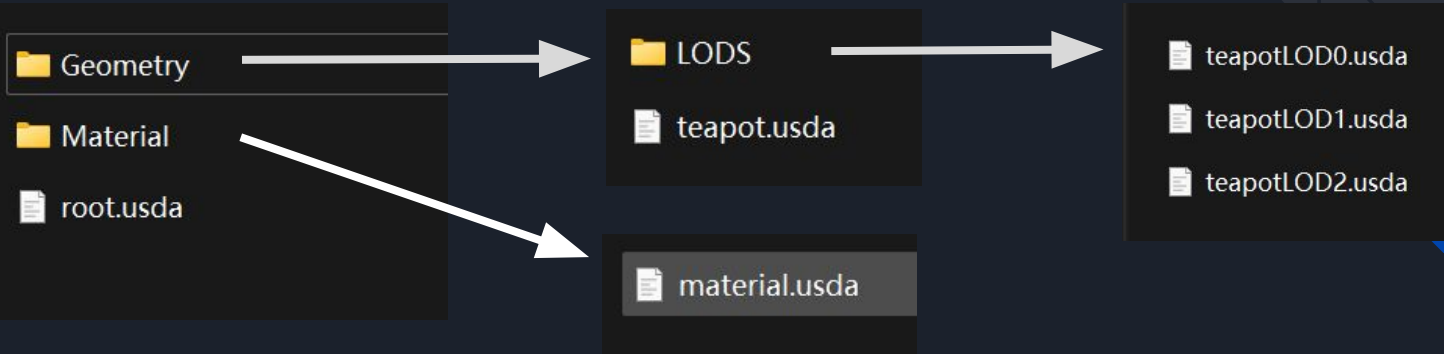 Geometry
Material
root.usda
LODS
teapot.usda
material.usda
teapotLOD0.usda
teapotLOD1.usda
teapotLOD2.usda